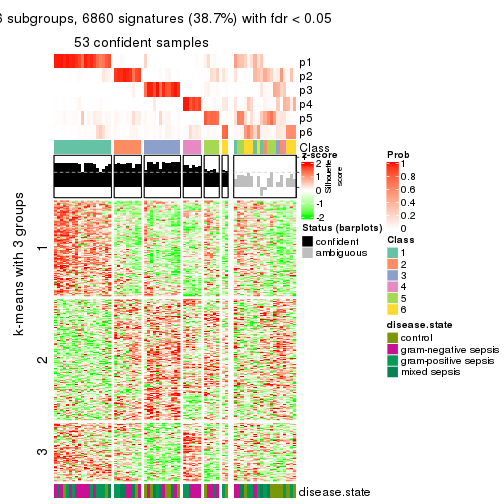 6 subgroups, 6860 signatures (38.7%) with fdr < 0.05
53 confident samples
p1
p2
p3
p4
p5
p6
Class
z-score
2
1
0
-1
-2
Silhouette
score
Prob
1
0.8
0.6
0.4
0.2
0
Status (barplots)
confident
ambiguous
Class
1
2
3
4
5
6
disease.state
control
gram-negative sepsis
gram-positive sepsis
mixed sepsis
k-means with 3 groups
1
2
3
disease.state